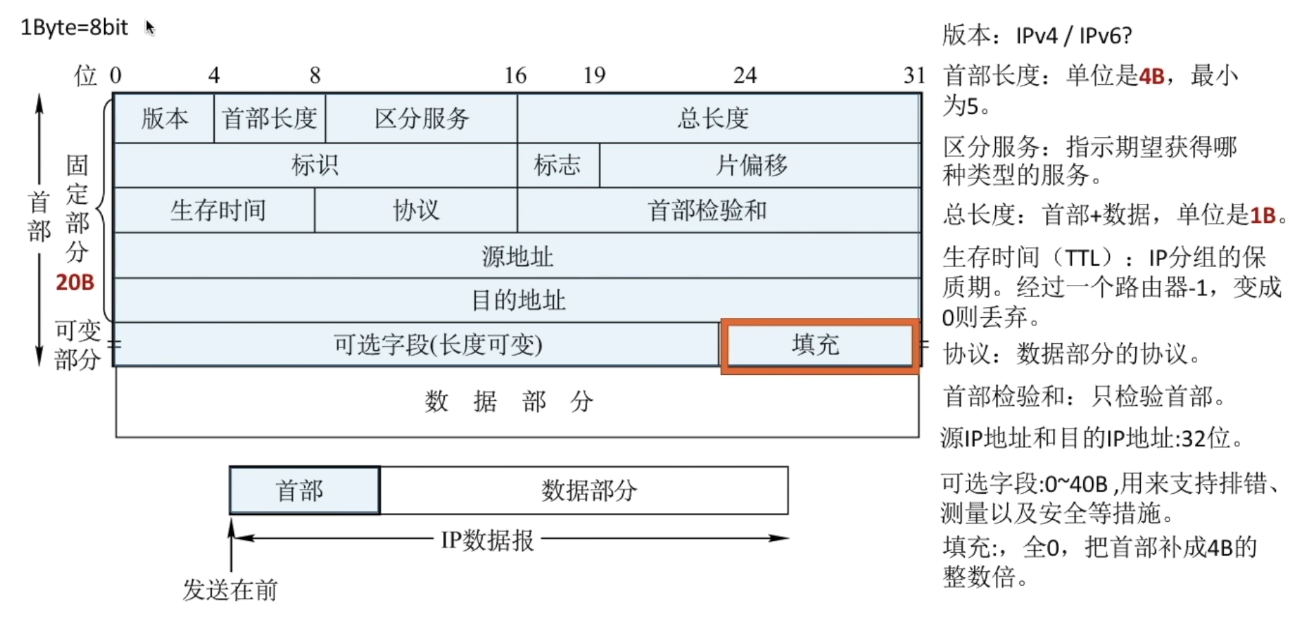 1Byte=8bit
位 0 4 8 16 19 24 31
版本 首部长度 区分服务 总长度
标识 标志 片偏移
生存时间 协议 首部检验和
源地址
目的地址
可选字段(长度可变) 填充
数 据 部 分
首部
固定部分
20B
可变
部分
首部 数据部分
IP数据报
发送在前
版本：IPv4 / IPv6?
首部长度：单位是4B，最小
为5。
区分服务：指示期望获得哪
种类型的服务。
总长度：首部+数据，单位是1B。
生存时间（TTL）：IP分组的保
质期。经过一个路由器-1，变成
0则丢弃。
协议：数据部分的协议。
首部检验和：只检验首部。
源IP地址和目的IP地址:32位。
可选字段:0~40B ,用来支持排错、
测量以及安全等措施。
填充:，全0，把首部补成4B的
整数倍。